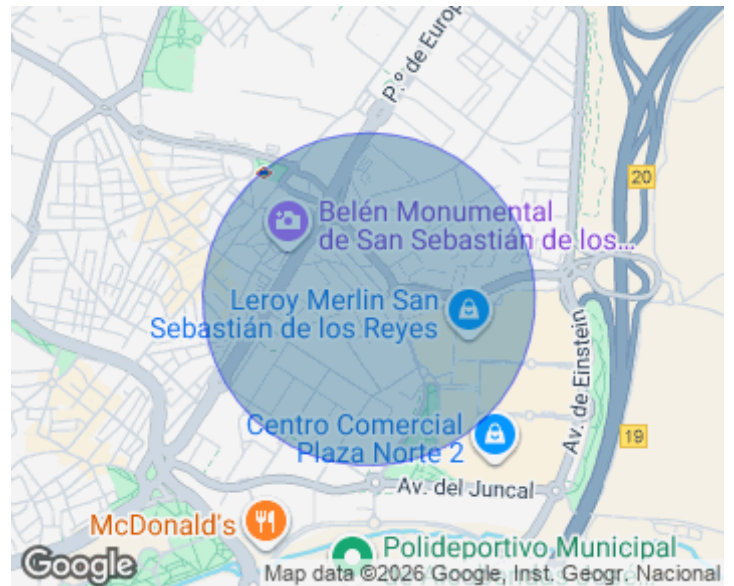 P.º de Europ
20
Belén Monumental
de San Sebastián de los...
Leroy Merlin San
Sebastián de los Reyes
Av. de Einstein
Centro Comercial
Plaza Norte 2
19
Av. del Juncal
McDonald's
Polideportivo Municipal
Google
Map data ©2026 Google, Inst. Geogr. Nacional